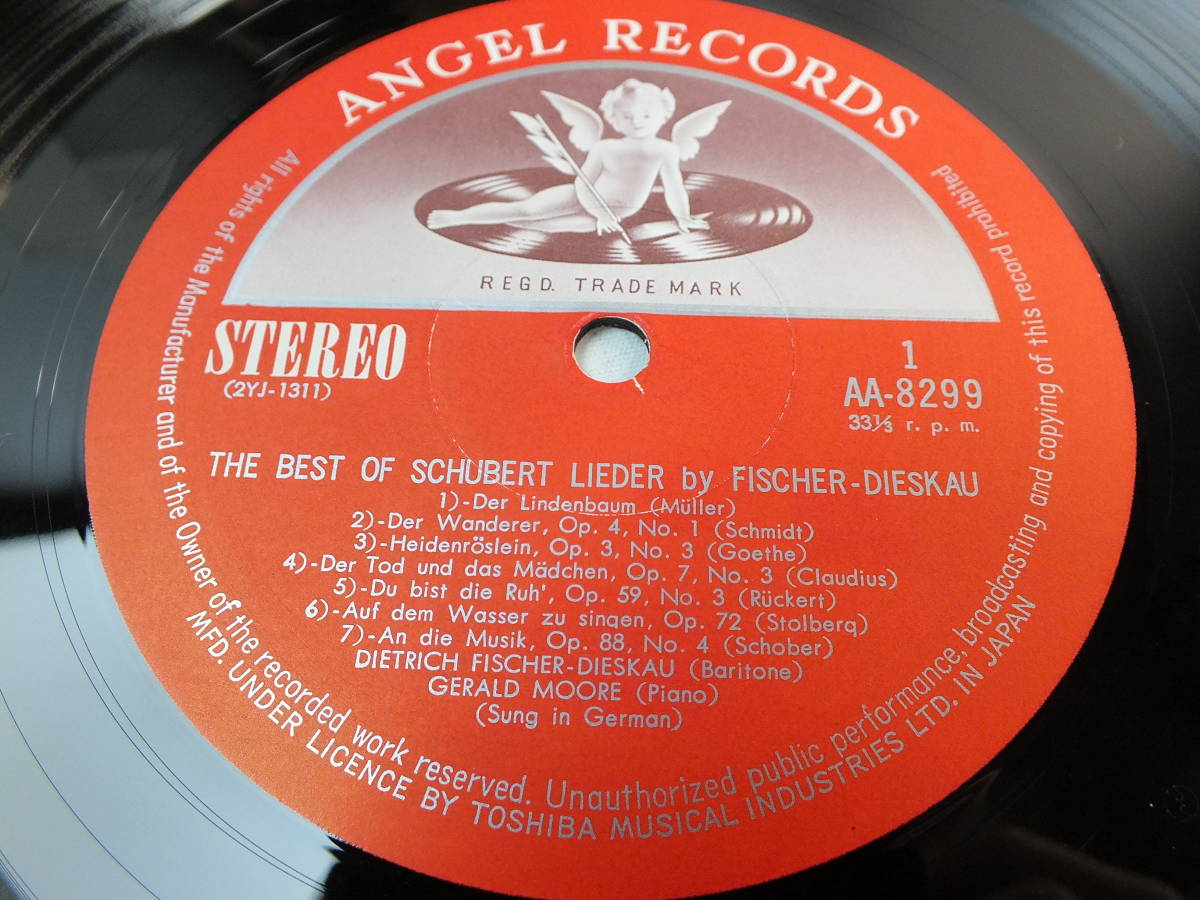 ANGEL RECORDS
REGD. TRADE MARK
STEREO
(2YJ-1311)
1
AA-8299
33⅓ r. p. m.
THE BEST OF SCHUBERT LIEDER by FISCHER-DIESKAU
1)-Der Lindenbaum (Müller)
2)-Der Wanderer, Op. 4, No. 1 (Schmidt)
3)-Heidenröslein, Op. 3, No. 3 (Goethe)
4)-Der Tod und das Mädchen, Op. 7, No. 3 (Claudius)
5)-Du bist die Ruh', Op. 59, No. 3 (Rückert)
6)-Auf dem Wasser zu singen, Op. 72 (Stolberg)
7)-An die Musik, Op. 88, No. 4 (Schober)
DIETRICH FISCHER-DIESKAU (Baritone)
GERALD MOORE (Piano)
(Sung in German)
All rights of the Manufacturer and of the Owner of the recorded work reserved. Unauthorized public performance, broadcasting and copying of this record prohibited
MFD. UNDER LICENCE BY TOSHIBA MUSICAL INDUSTRIES LTD. IN JAPAN